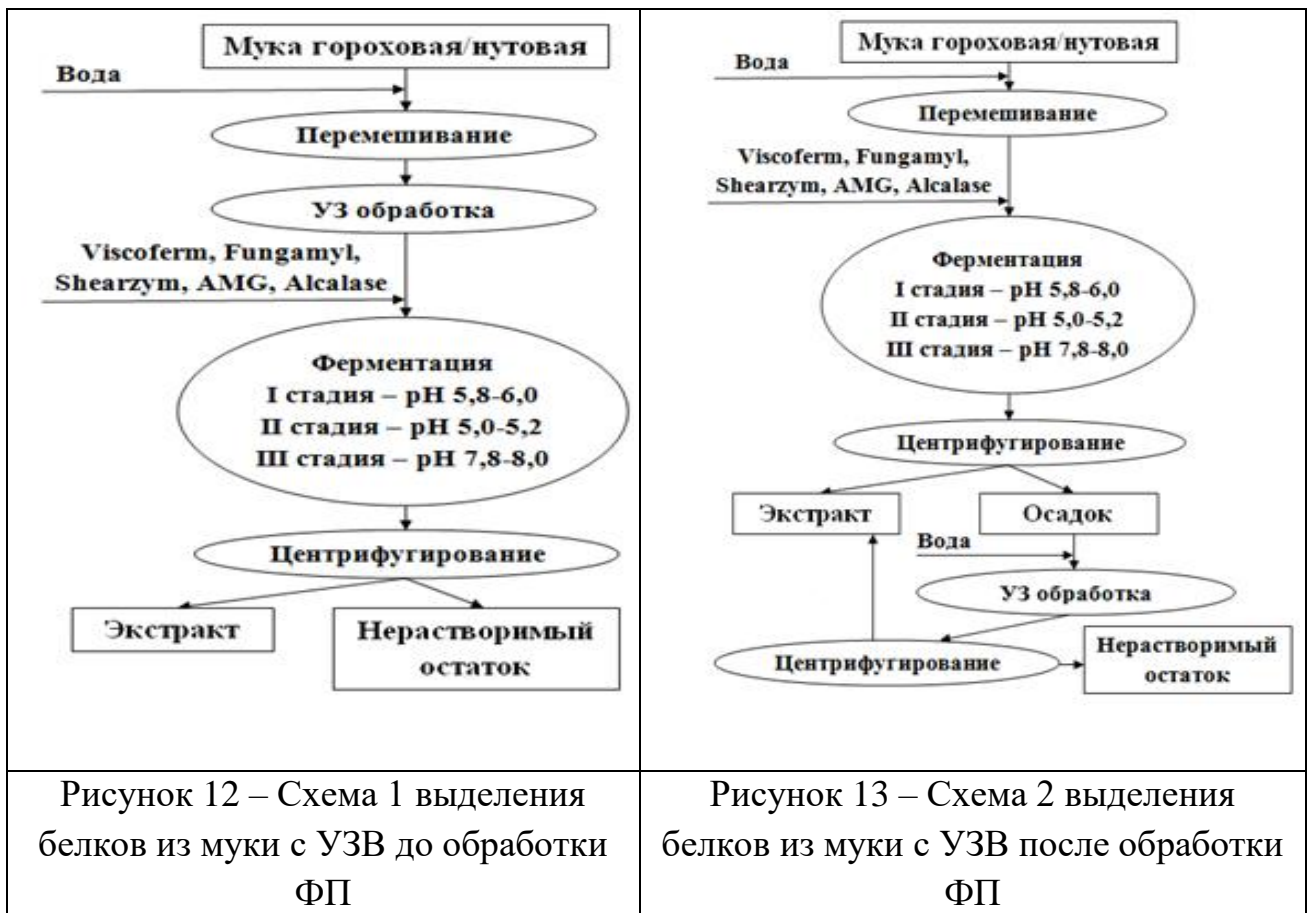 Мука гороховая/нутовая
Вода
Перемешивание
УЗ обработка
Viscoferm, Fungamyl,
Shearzym, AMG, Alcalase
Ферментация
I стадия – pH 5,8-6,0
II стадия – pH 5,0-5,2
III стадия – pH 7,8-8,0
Центрифугирование
Экстракт
Нерастворимый
остаток
Рисунок 12 – Схема 1 выделения
белков из муки с УЗВ до обработки
ФП
Мука гороховая/нутовая
Вода
Перемешивание
Viscoferm, Fungamyl,
Shearzym, AMG, Alcalase
Ферментация
I стадия – pH 5,8-6,0
II стадия – pH 5,0-5,2
III стадия – pH 7,8-8,0
Центрифугирование
Экстракт
Осадок
Вода
УЗ обработка
Центрифугирование
Нерастворимый
остаток
Рисунок 13 – Схема 2 выделения
белков из муки с УЗВ после обработки
ФП